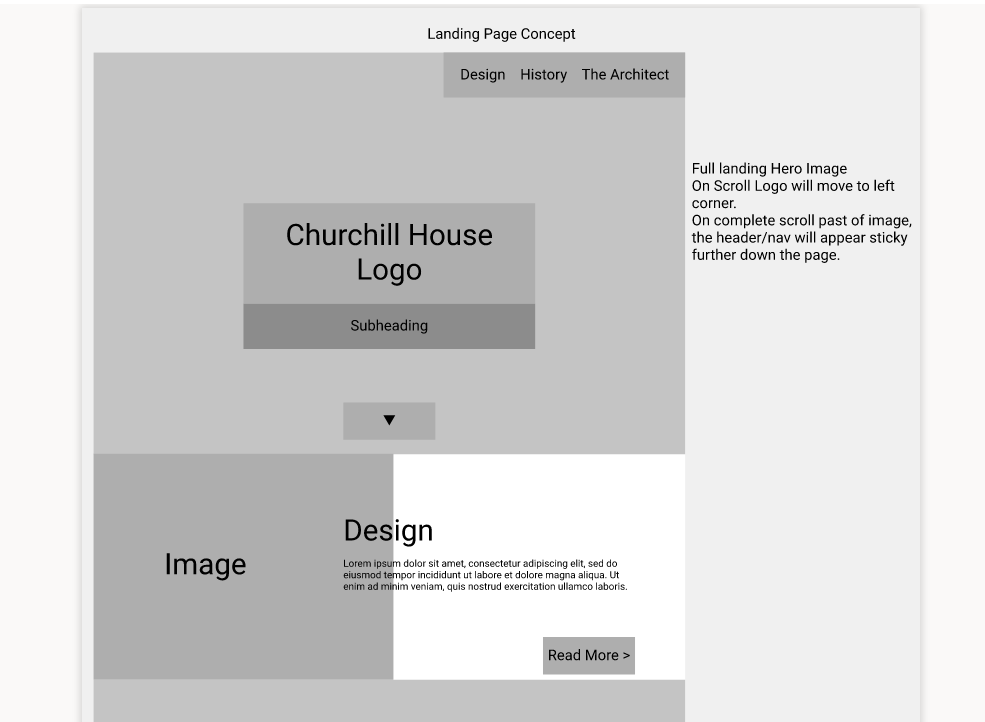 Landing Page Concept
Design History The Architect
Full landing Hero Image
On Scroll Logo will move to left
corner.
On complete scroll past of image,
the header/nav will appear sticky
further down the page.
Churchill House
Logo
Subheading
▼
Image
Design
Lorem ipsum dolor sit amet, consectetur adipiscing elit, sed do
eiusmod tempor incididunt ut labore et dolore magna aliqua. Ut
enim ad minim veniam, quis nostrud exercitation ullamco laboris.
Read More >